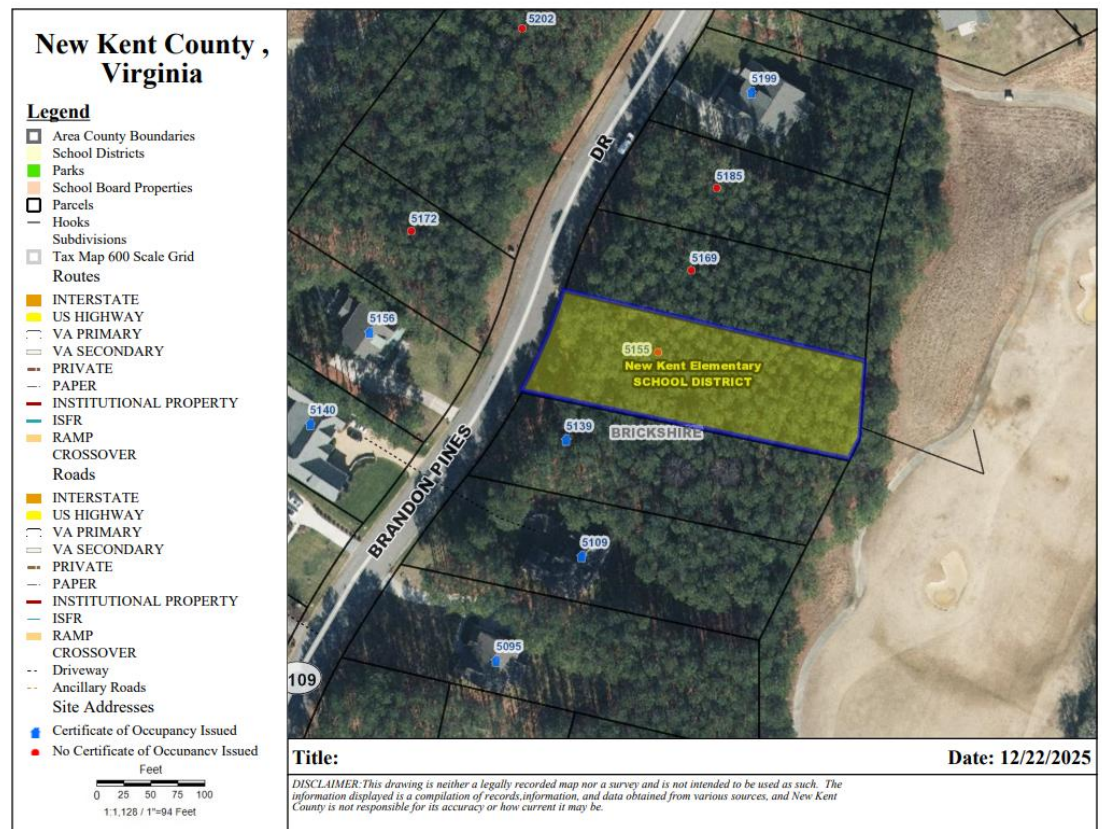 New Kent County ,
Virginia
Legend
Area County Boundaries
School Districts
Parks
School Board Properties
Parcels
Hooks
Subdivisions
Tax Map 600 Scale Grid
Routes
INTERSTATE
US HIGHWAY
VA PRIMARY
VA SECONDARY
PRIVATE
PAPER
INSTITUTIONAL PROPERTY
ISFR
RAMP
CROSSOVER
Roads
INTERSTATE
US HIGHWAY
VA PRIMARY
VA SECONDARY
PRIVATE
PAPER
INSTITUTIONAL PROPERTY
ISFR
RAMP
CROSSOVER
Driveway
Ancillary Roads
Site Addresses
Certificate of Occupancy Issued
No Certificate of Occupancy Issued
Feet
0 25 50 75 100
1:1,128 / 1"=94 Feet
5202
5199
DR
5185
5172
5169
5156
5155
New Kent Elementary
SCHOOL DISTRICT
5140
5139
BRICKSHIRE
BRANDON PINES
5109
5095
109
Title:
Date: 12/22/2025
DISCLAIMER:This drawing is neither a legally recorded map nor a survey and is not intended to be used as such. The
information displayed is a compilation of records,information, and data obtained from various sources, and New Kent
County is not responsible for its accuracy or how current it may be.